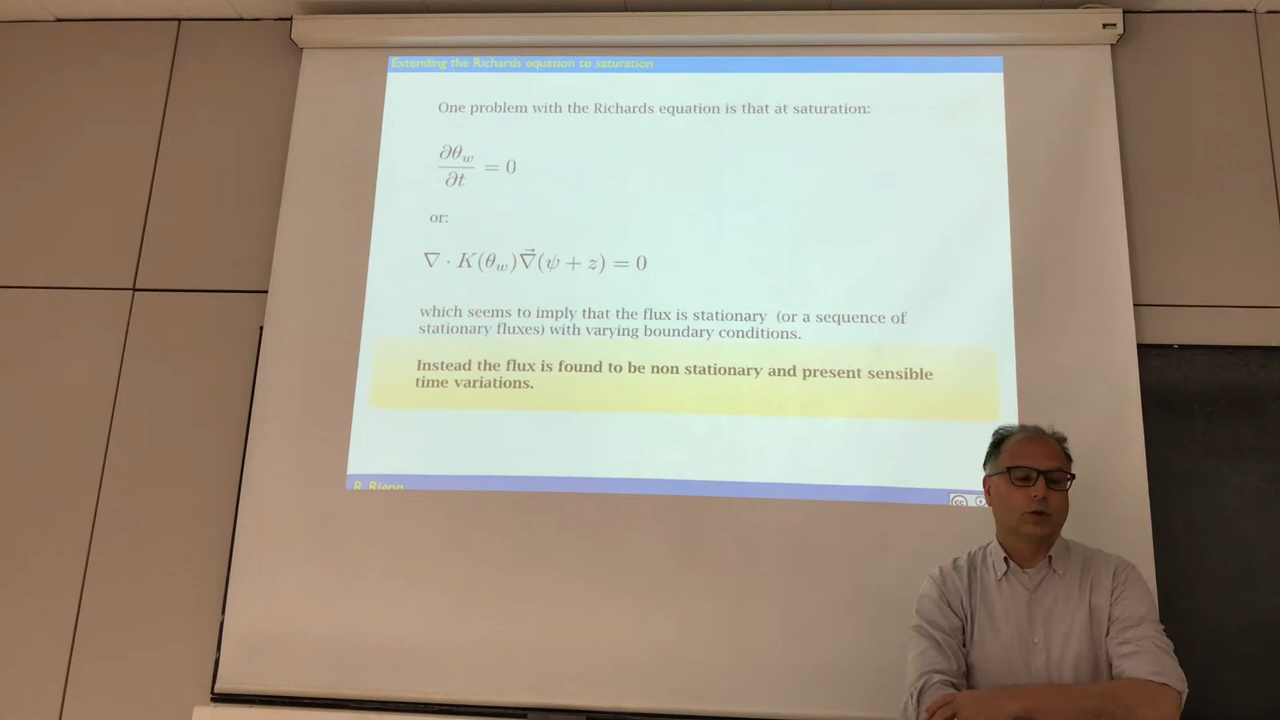 Extending the Richards equation to saturation
One problem with the Richards equation is that at saturation:
∂θ_w/∂t = 0
or:
∇ · K(θ_w)∇⃗(ψ + z) = 0
which seems to imply that the flux is stationary (or a sequence of
stationary fluxes) with varying boundary conditions.
Instead the flux is found to be non stationary and present sensible
time variations.
R. Rigon
cc